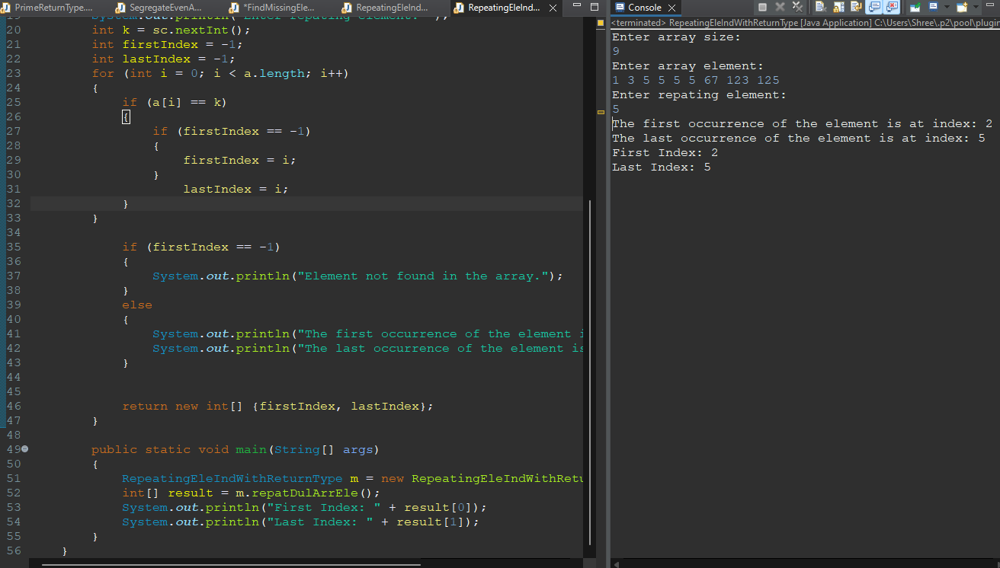 PrimeReturnType.... SegregateEvenA... *FindMissingEle... RepeatingEleInd... RepeatingEleInd...
System.out.println("Enter repating element: ");
20 int k = sc.nextInt();
21 int firstIndex = -1;
22 int lastIndex = -1;
23 for (int i = 0; i < a.length; i++)
24 {
25 if (a[i] == k)
26 {
27 if (firstIndex == -1)
28 {
29 firstIndex = i;
30 }
31 lastIndex = i;
32 }
33 }
34
35 if (firstIndex == -1)
36 {
37 System.out.println("Element not found in the array.");
38 }
39 else
40 {
41 System.out.println("The first occurrence of the element i
42 System.out.println("The last occurrence of the element is
43 }
44
45
46 return new int[] {firstIndex, lastIndex};
47 }
48
49 public static void main(String[] args)
50 {
51 RepeatingEleIndWithReturnType m = new RepeatingEleIndWithRetu
52 int[] result = m.repatDulArrEle();
53 System.out.println("First Index: " + result[0]);
54 System.out.println("Last Index: " + result[1]);
55 }
56 }
Console
<terminated> RepeatingEleIndWithReturnType [Java Application] C:\Users\Shree\.p2\pool\plugin
Enter array size:
9
Enter array element:
1 3 5 5 5 5 67 123 125
Enter repating element:
5
The first occurrence of the element is at index: 2
The last occurrence of the element is at index: 5
First Index: 2
Last Index: 5